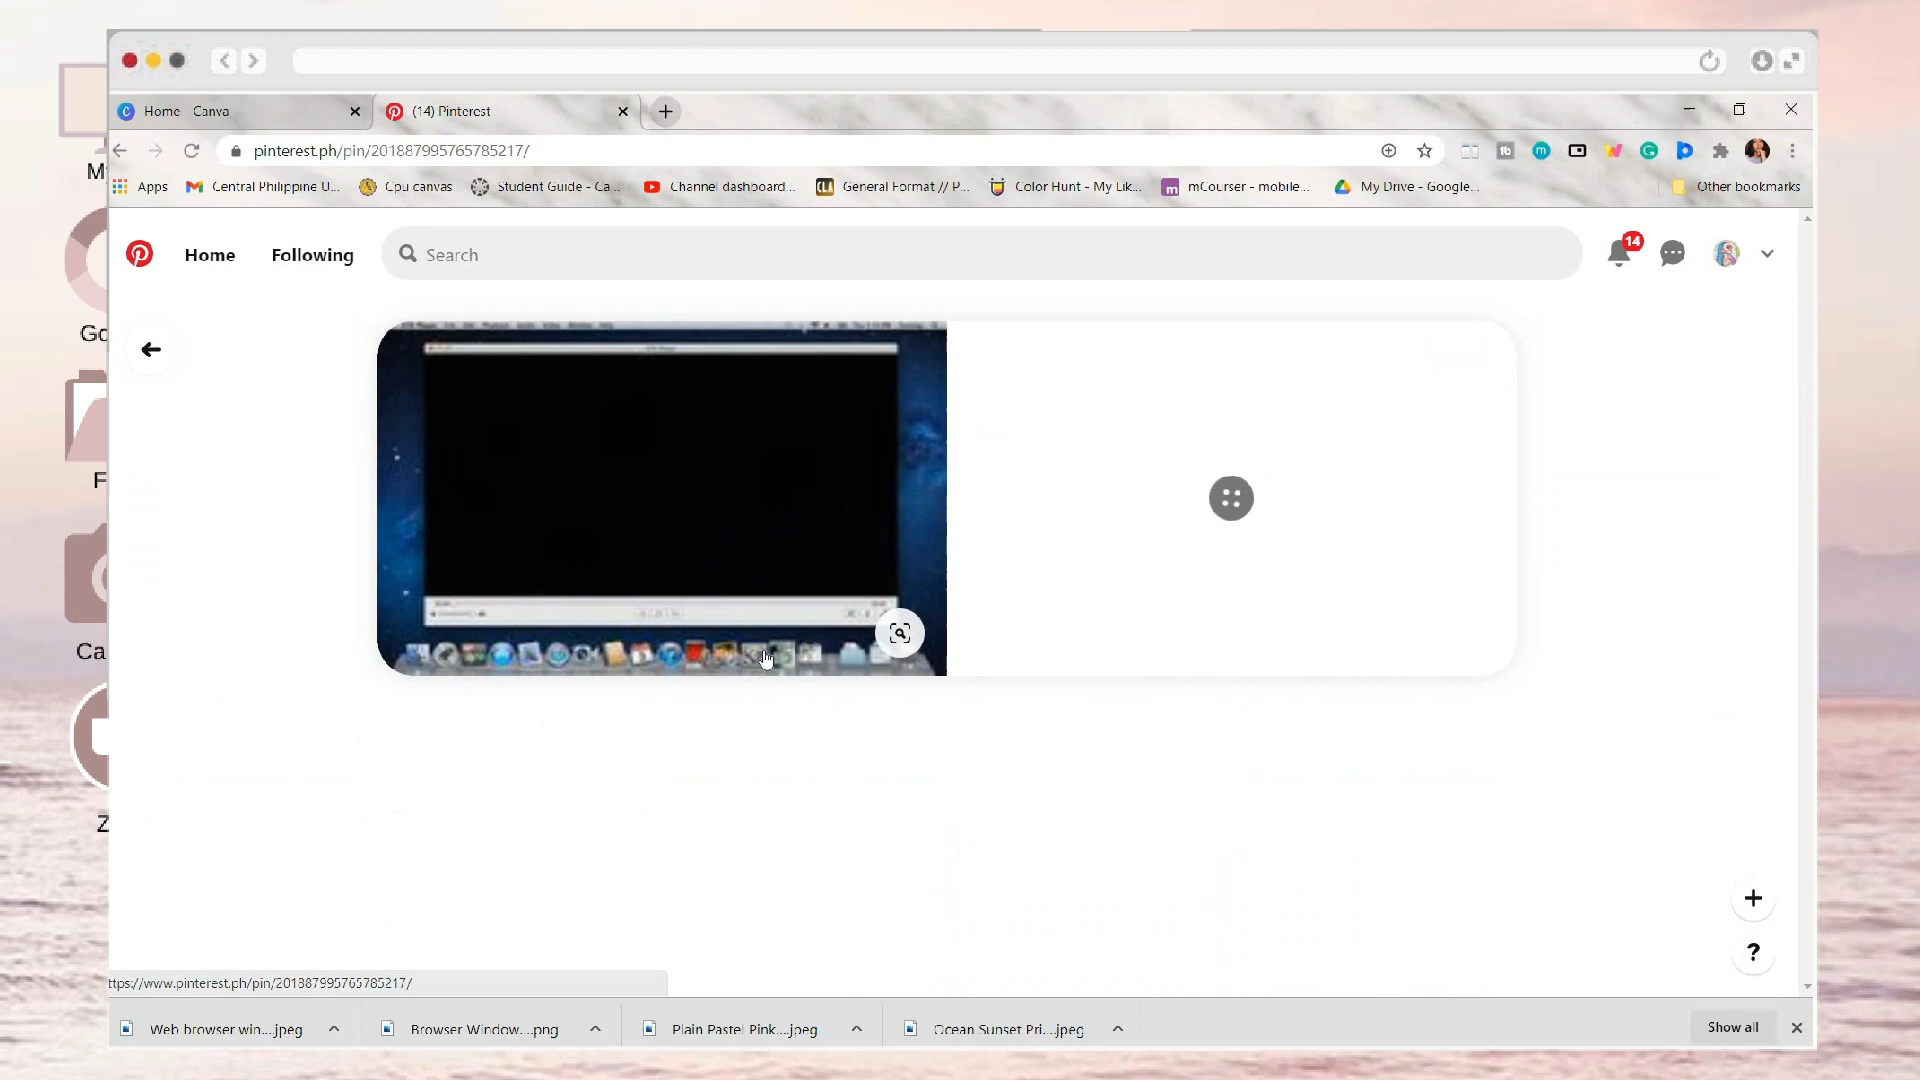 Home Canva
(14) Pinterest
pinterest.ph/pin/201887995765785217/
Apps
Central Philippine U...
Cpu canvas
Student Guide - Ca...
Channel dashboard...
General Format // P...
Color Hunt - My Lik...
mCourser - mobile...
My Drive - Google...
Other bookmarks
Home
Following
Search
14
M
Go
F
Ca
Z
ttps://www.pinterest.ph/pin/201887995765785217/
Web browser win....jpeg
Browser Window....png
Plain Pastel Pink....jpeg
Ocean Sunset Pri....jpeg
Show all